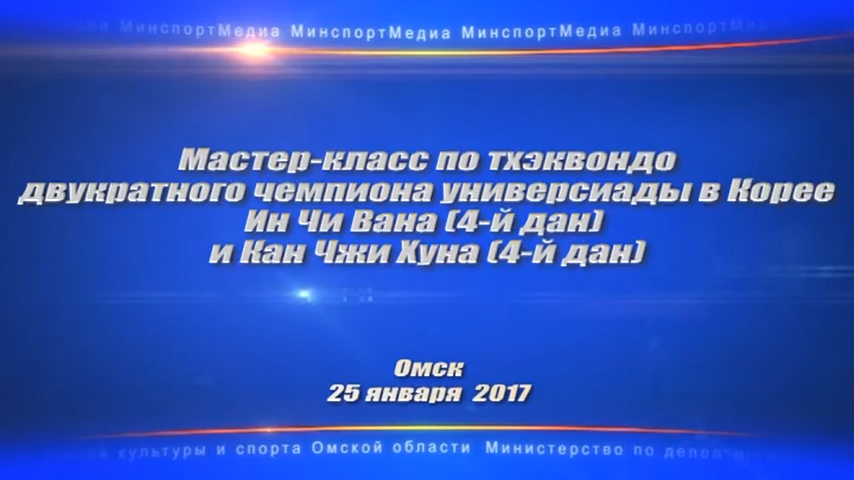 МинспортМедиа МинспортМедиа МинспортМедиа Минспорт
Мастер-класс по тхэквондо
двукратного чемпиона универсиады в Корее
Ин Чи Вана (4-й дан)
и Кан Чжи Хуна (4-й дан)
Омск
25 января 2017
культуры и спорта Омской области Министерство по делам